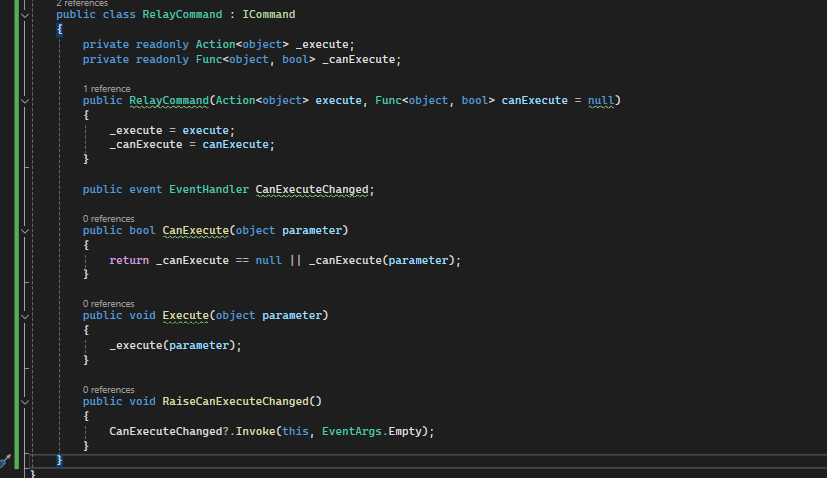 2 references
public class RelayCommand : ICommand
{
private readonly Action<object> _execute;
private readonly Func<object, bool> _canExecute;
1 reference
public RelayCommand(Action<object> execute, Func<object, bool> canExecute = null)
{
_execute = execute;
_canExecute = canExecute;
}
public event EventHandler CanExecuteChanged;
0 references
public bool CanExecute(object parameter)
{
return _canExecute == null || _canExecute(parameter);
}
0 references
public void Execute(object parameter)
{
_execute(parameter);
}
0 references
public void RaiseCanExecuteChanged()
{
CanExecuteChanged?.Invoke(this, EventArgs.Empty);
}
}
}